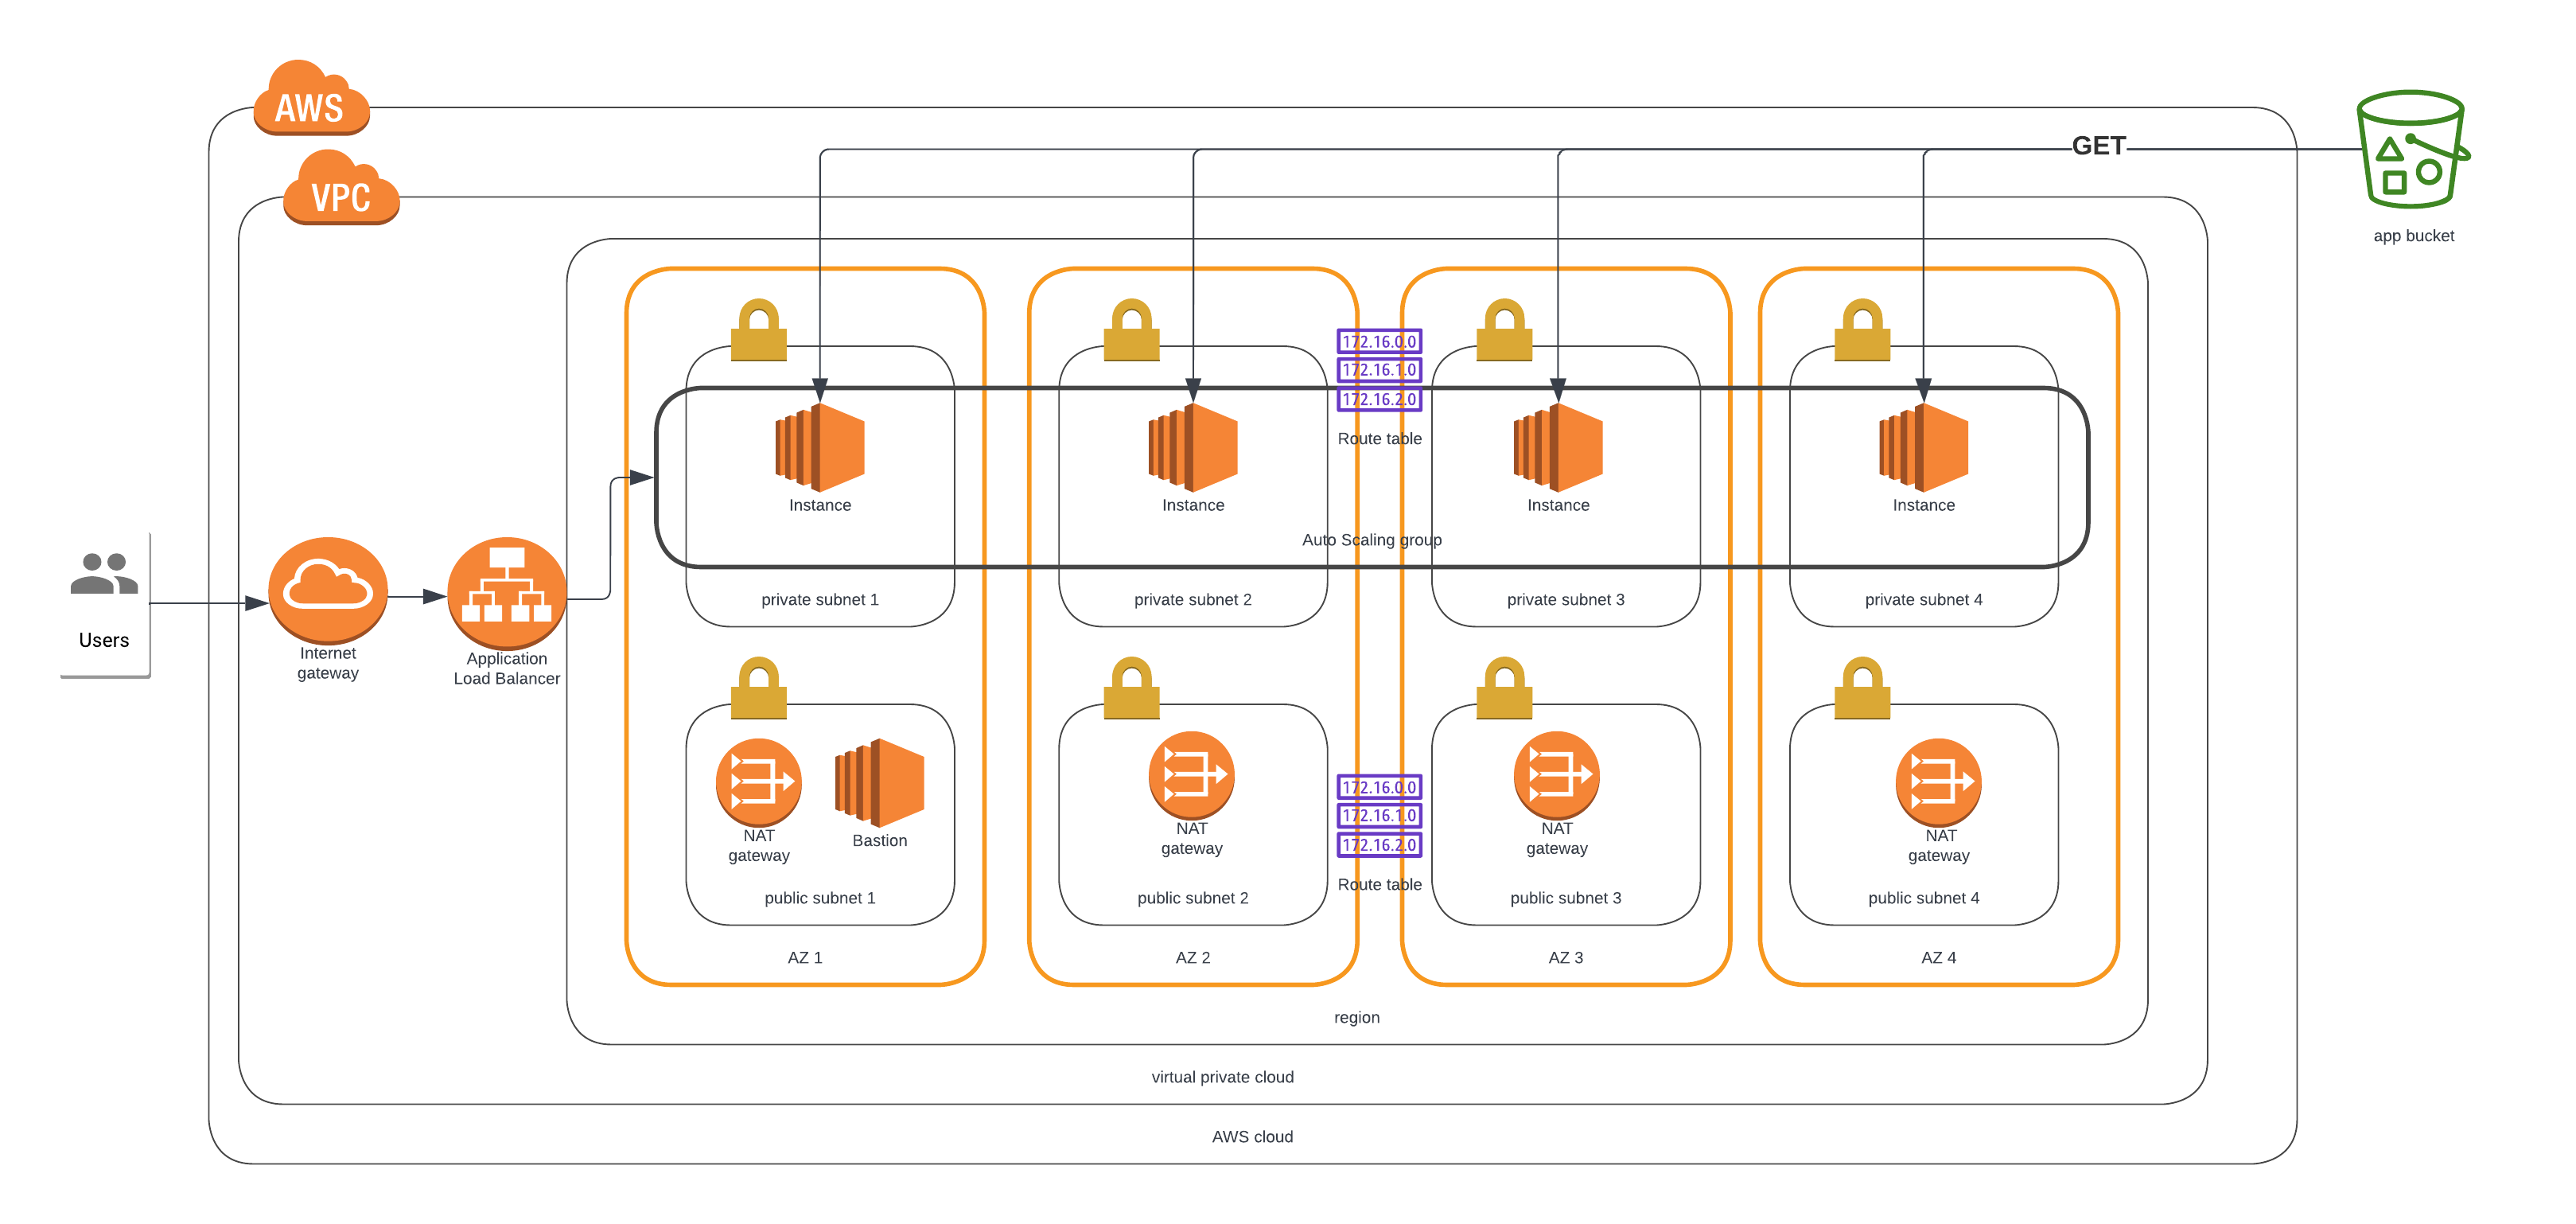 AWS
GET
VPC
app bucket
172.16.0.0
172.16.1.0
172.16.2.0
Route table
Instance
Instance
Instance
Instance
Auto Scaling group
private subnet 1
private subnet 2
private subnet 3
private subnet 4
Users
Internet
gateway
Application
Load Balancer
NAT
gateway
Bastion
NAT
gateway
172.16.0.0
172.16.1.0
172.16.2.0
Route table
NAT
gateway
NAT
gateway
public subnet 1
public subnet 2
public subnet 3
public subnet 4
AZ 1
AZ 2
AZ 3
AZ 4
region
virtual private cloud
AWS cloud